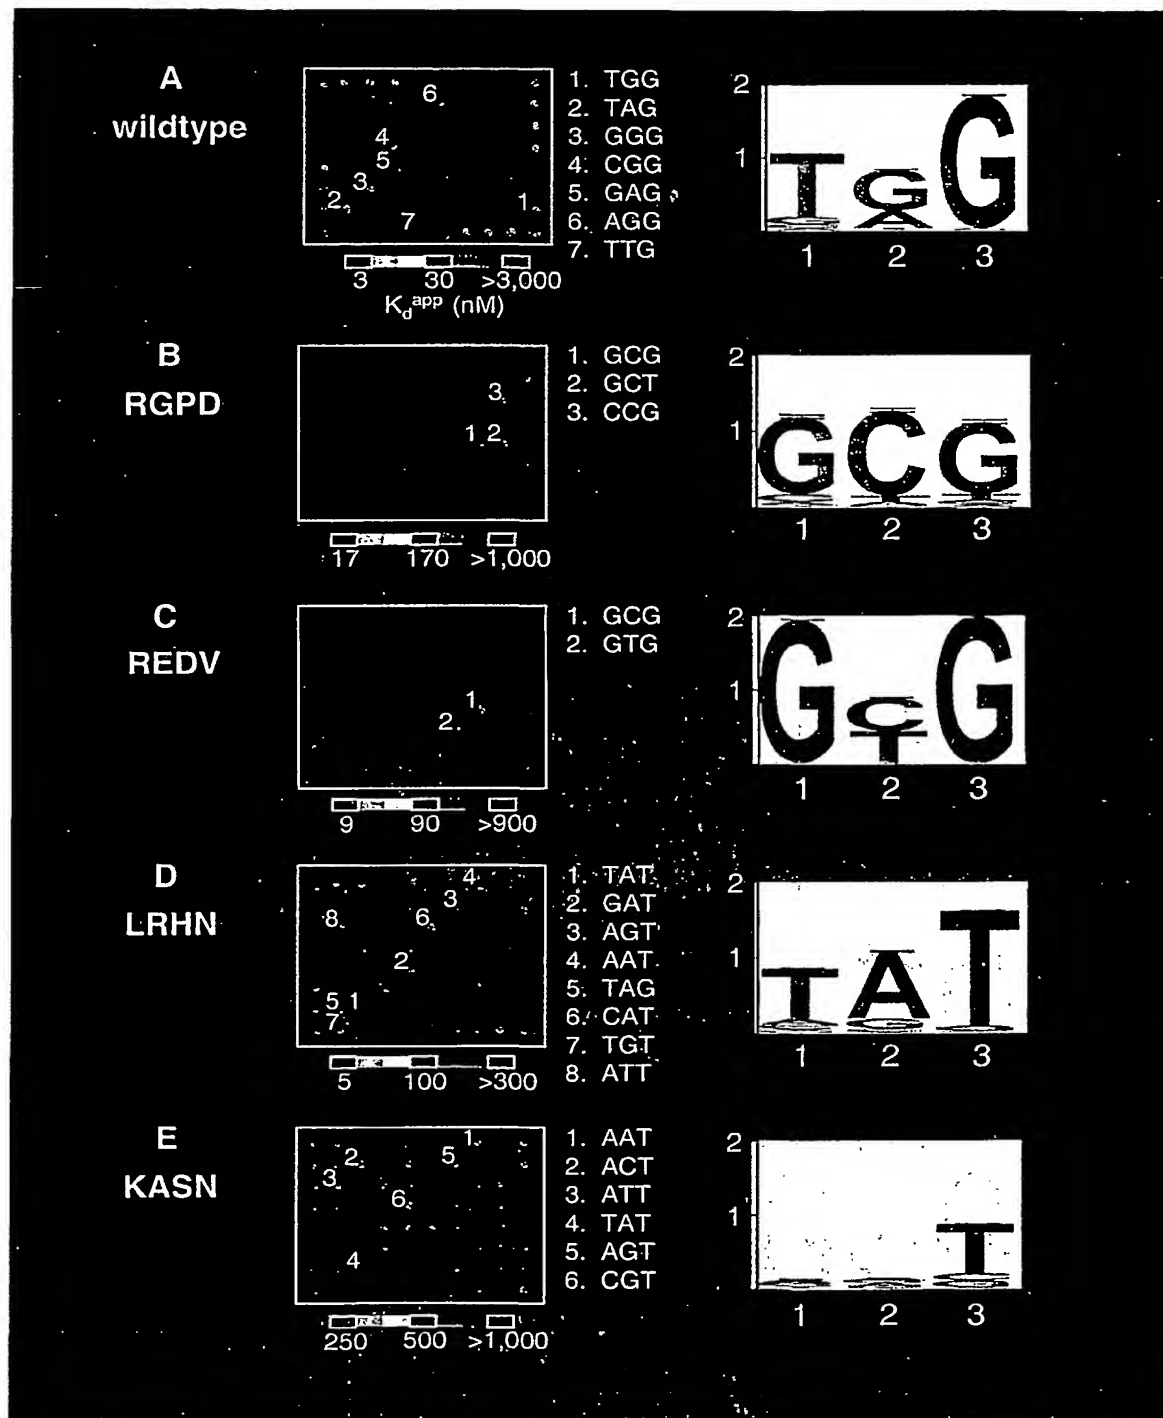 A
wildtype
6
4
5
3
2
1
7
3 30 >3,000
Kd^app (nM)
1. TGG
2. TAG
3. GGG
4. CGG
5. GAG
6. AGG
7. TTG
2
1
T G A G
1 2 3
B
RGPD
3
1 2
17 170 >1,000
1. GCG
2. GCT
3. CCG
2
1
G C G
1 2 3
C
REDV
1
2
9 90 >900
1. GCG
2. GTG
2
1
G C T G
1 2 3
D
LRHN
4
3
8 6
2
5 1
7
5 100 >300
1. TAT
2. GAT
3. AGT
4. AAT
5. TAG
6. CAT
7. TGT
8. ATT
2
1
T A T
1 2 3
E
KASN
1
2 5
3
6
4
250 500 >1,000
1. AAT
2. ACT
3. ATT
4. TAT
5. AGT
6. CGT
2
1
T
1 2 3